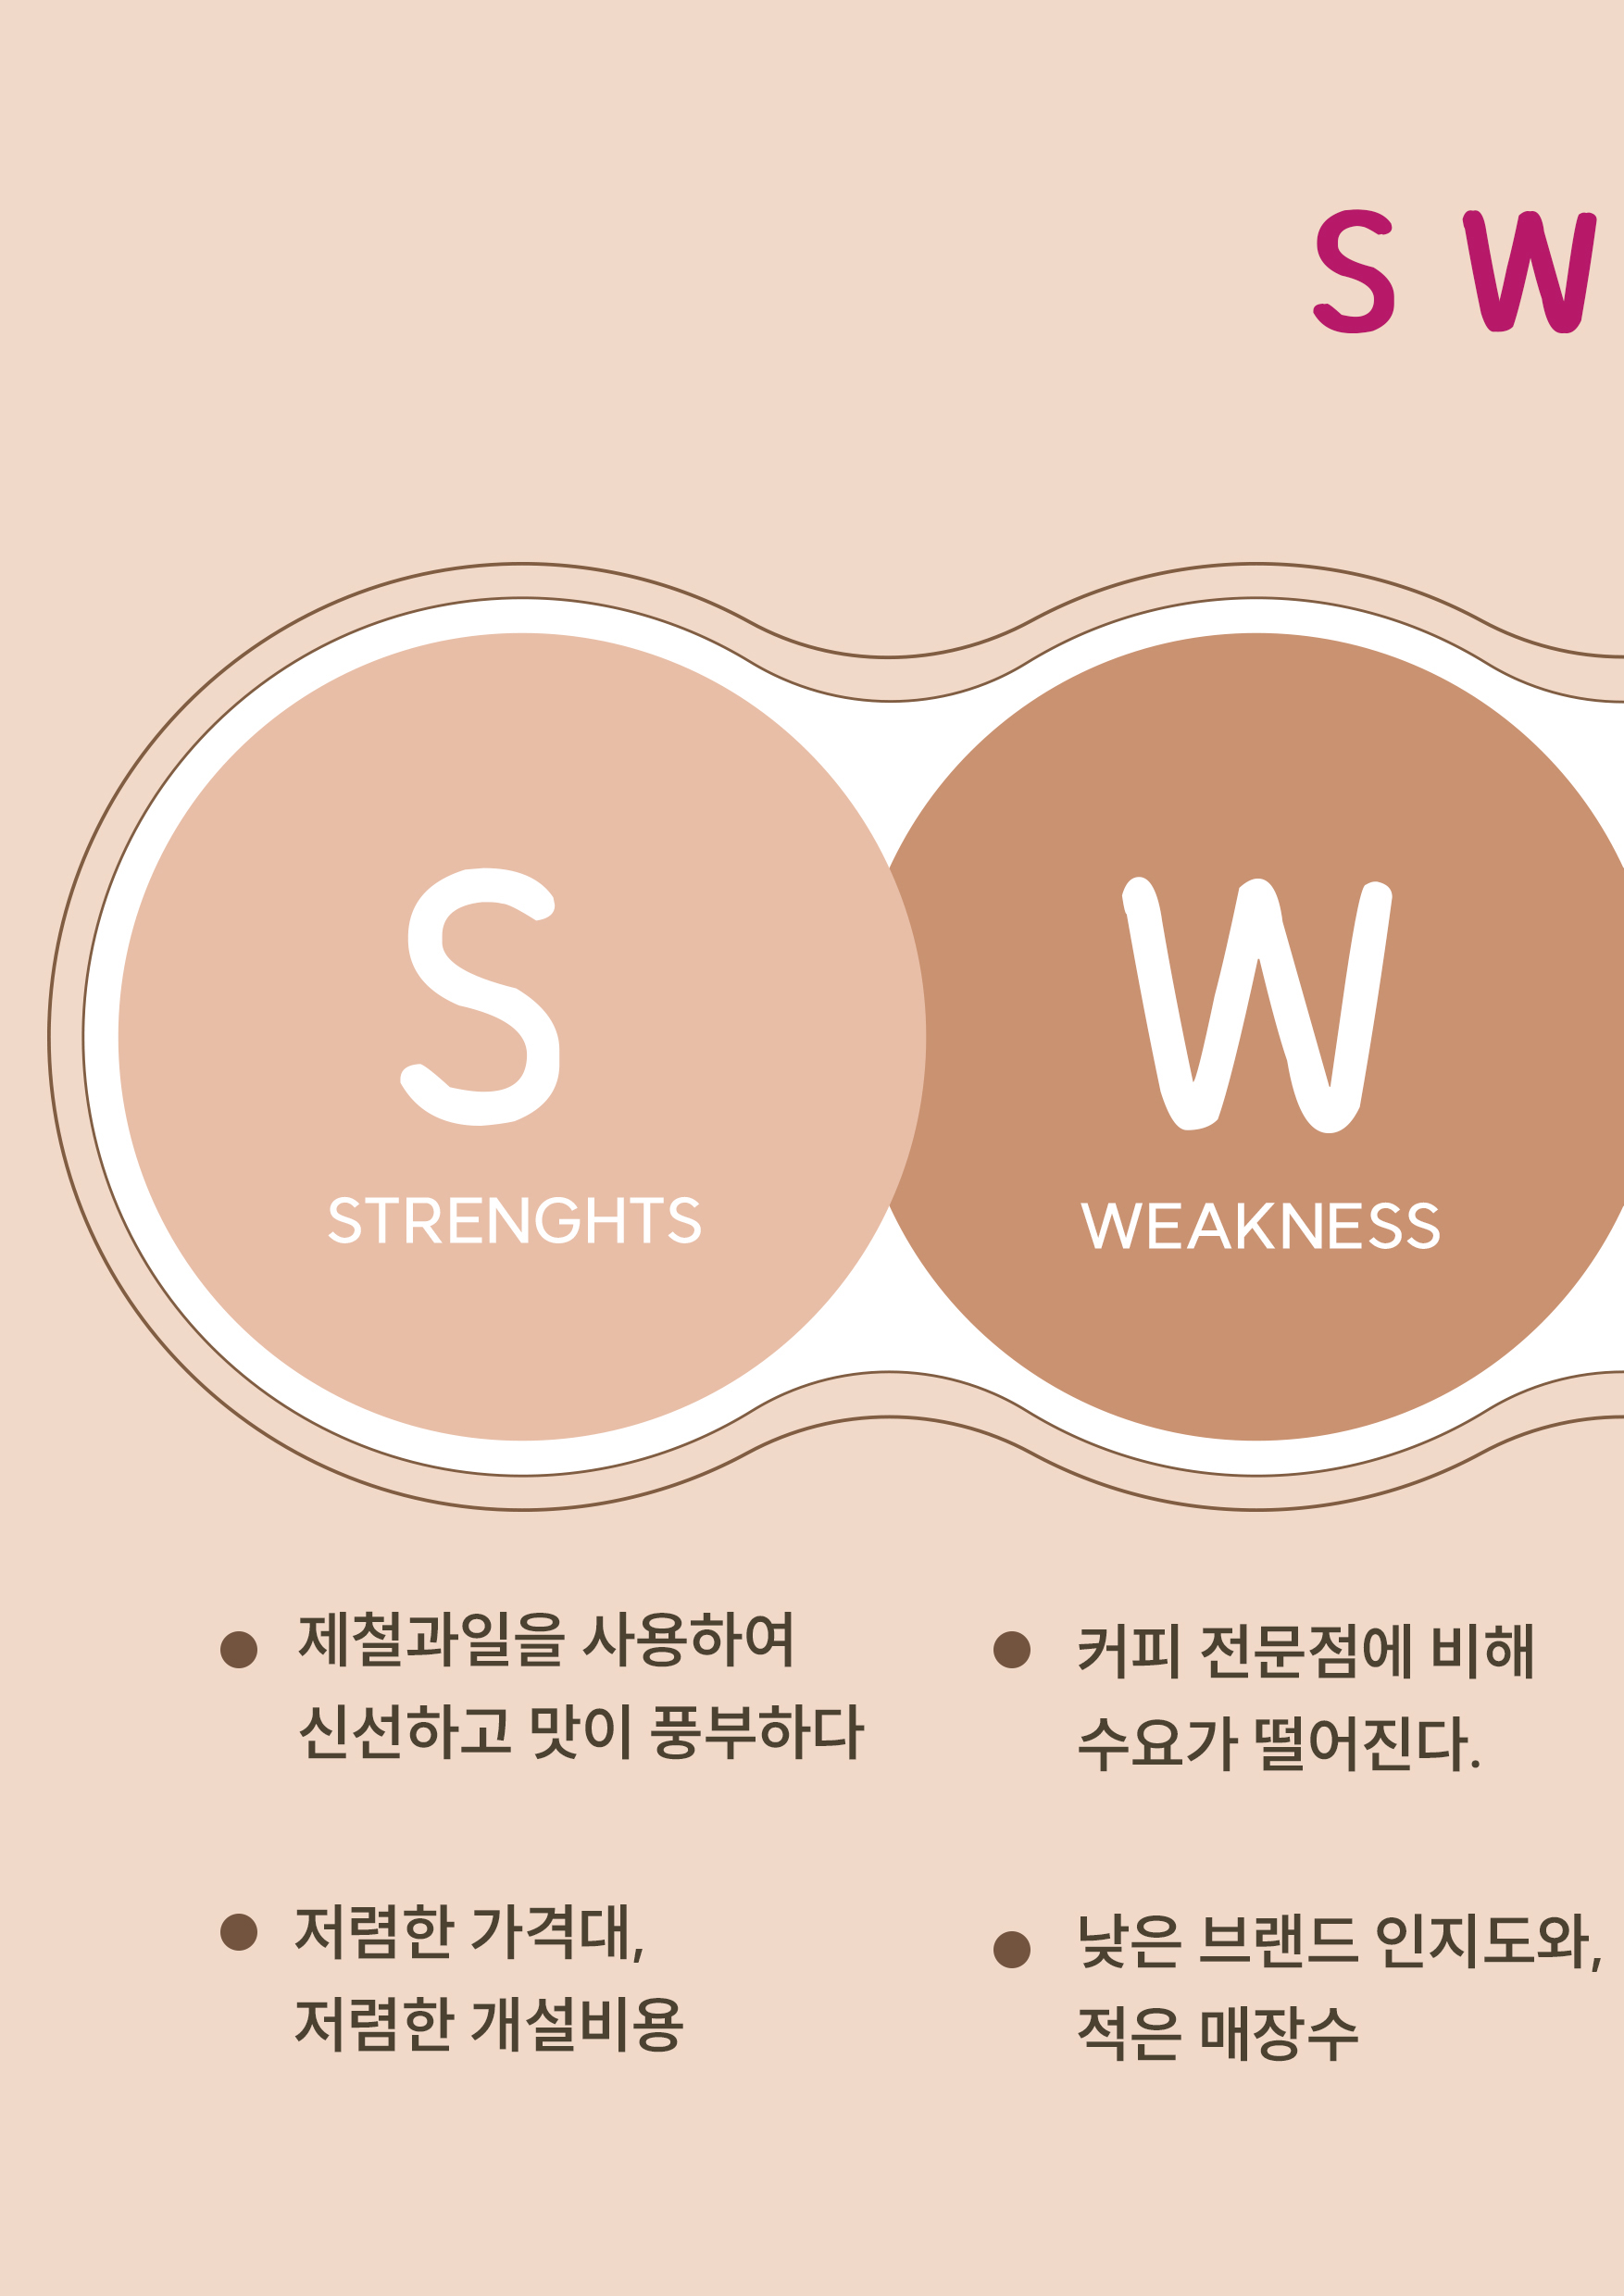 S W
S
STRENGHTS
W
WEAKNESS
제철과일을 사용하여
신선하고 맛이 풍부하다
저렴한 가격대,
저렴한 개설비용
커피 전문점에 비해
수요가 떨어진다.
낮은 브랜드 인지도와,
적은 매장수